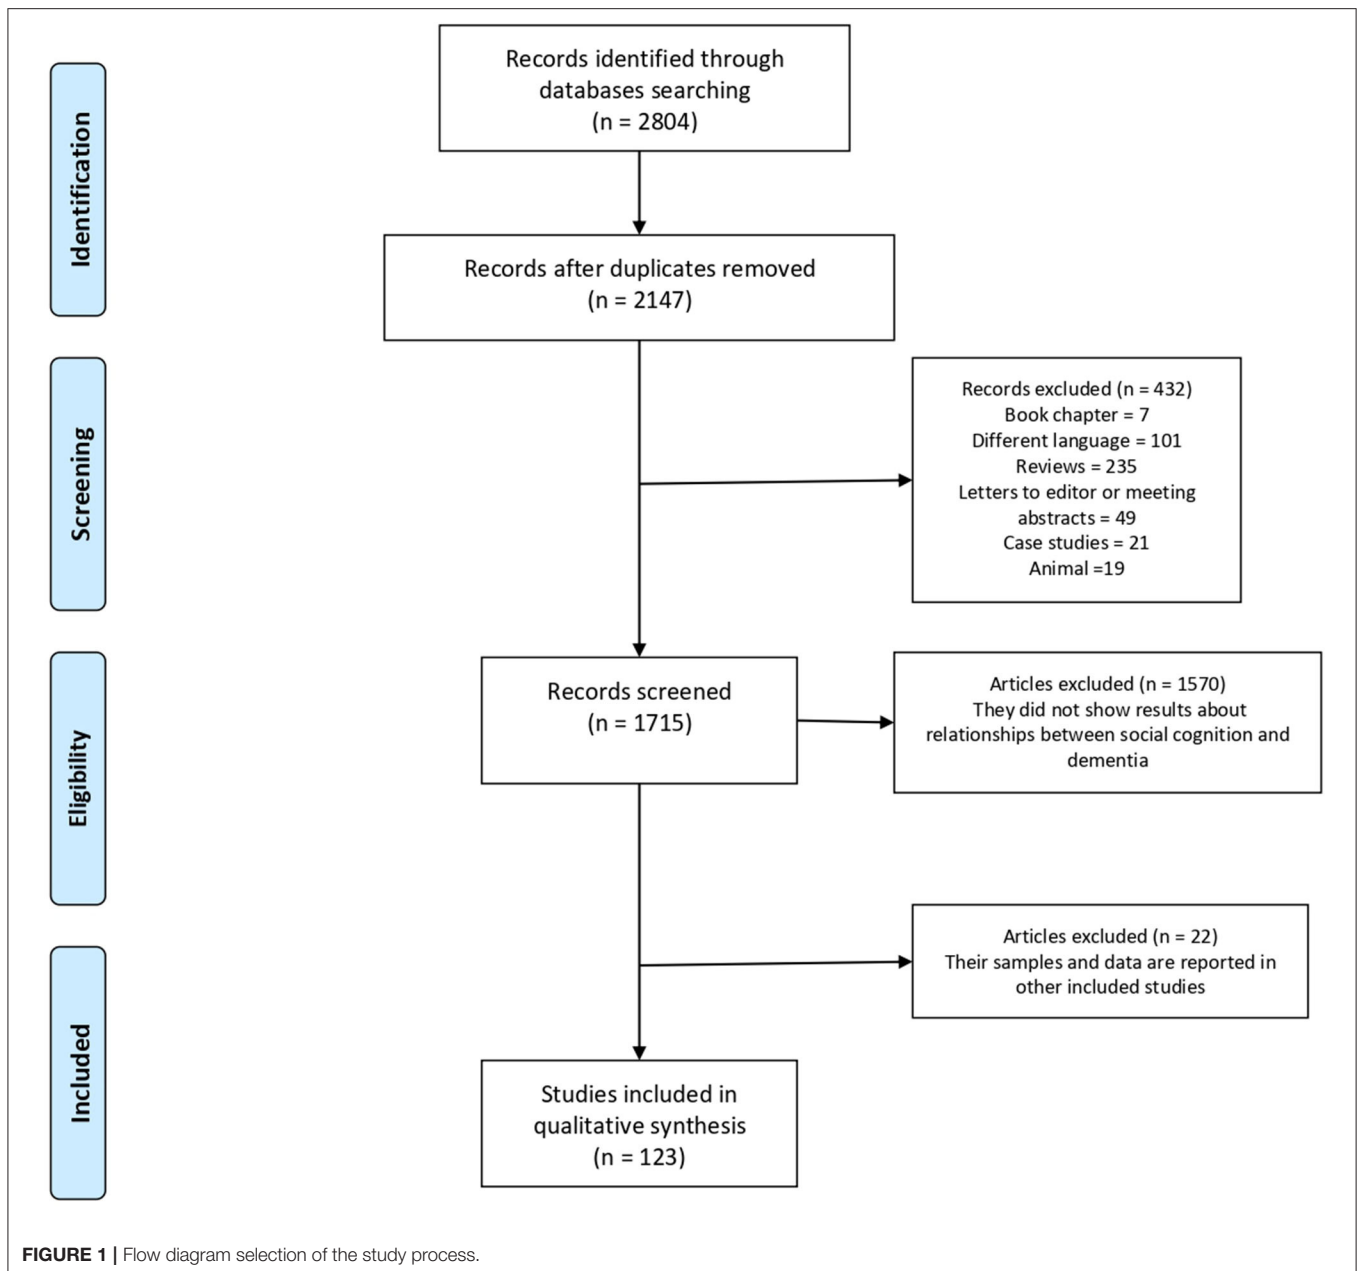 Identification
Records identified through
databases searching
(n = 2804)
Records after duplicates removed
(n = 2147)
Screening
Records excluded (n = 432)
Book chapter = 7
Different language = 101
Reviews = 235
Letters to editor or meeting
abstracts = 49
Case studies = 21
Animal =19
Eligibility
Records screened
(n = 1715)
Articles excluded (n = 1570)
They did not show results about
relationships between social cognition and
dementia
Included
Articles excluded (n = 22)
Their samples and data are reported in
other included studies
Studies included in
qualitative synthesis
(n = 123)
FIGURE 1 | Flow diagram selection of the study process.